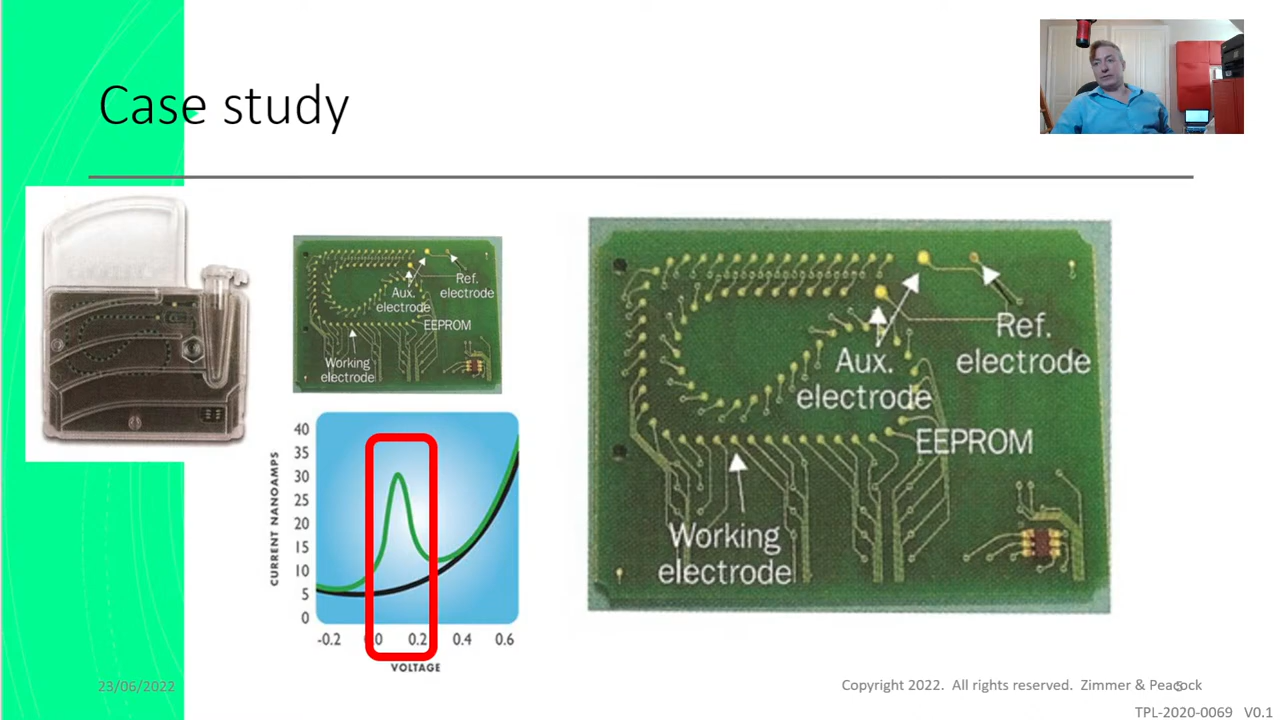 Case study
Ref.
electrode
Aux.
electrode
EEPROM
Working
electrode
CURRENT NANOAMPS
40
35
30
25
20
15
10
5
0
-0.2
0.0
0.2
0.4
0.6
VOLTAGE
Ref.
electrode
Aux.
electrode
EEPROM
Working
electrode
23/06/2022
Copyright 2022. All rights reserved. Zimmer & Peacock
5
TPL-2020-0069 V0.1